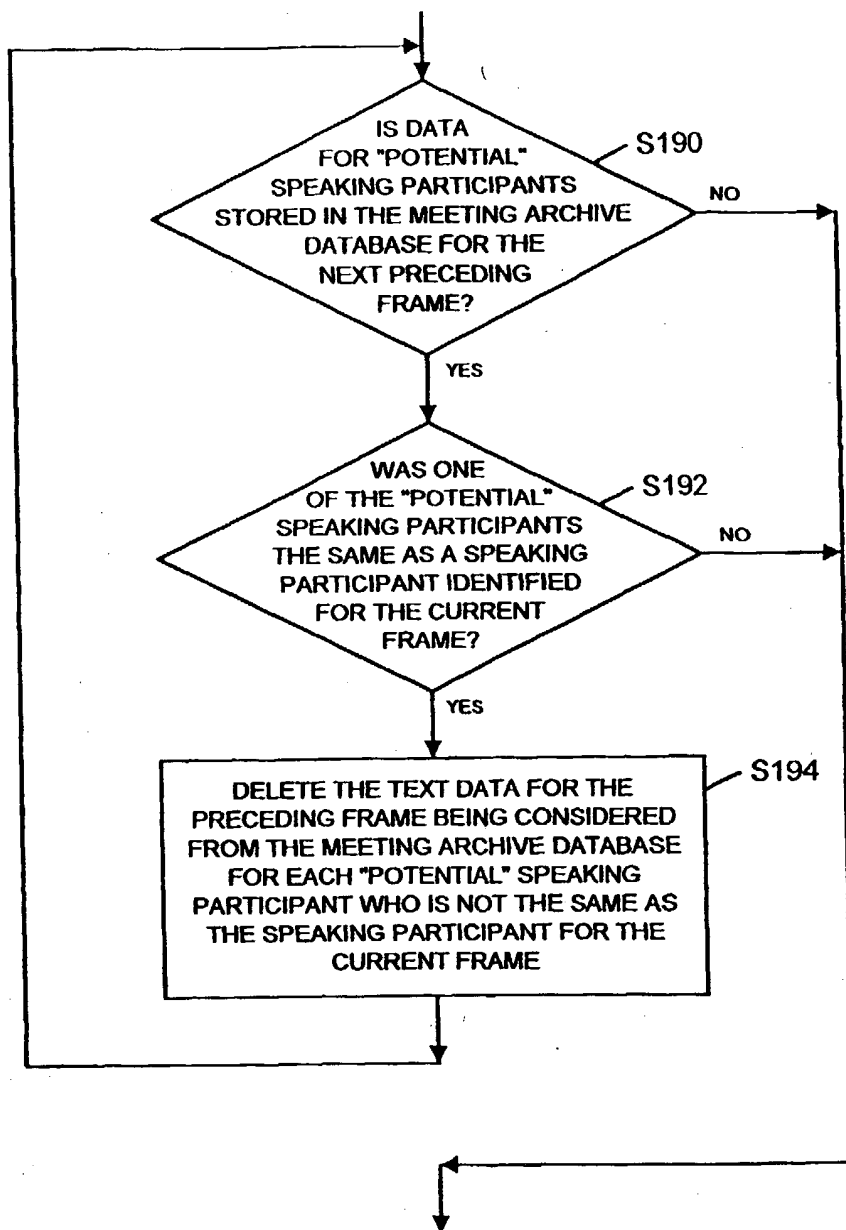 IS DATA
FOR "POTENTIAL"
SPEAKING PARTICIPANTS
STORED IN THE MEETING ARCHIVE
DATABASE FOR THE
NEXT PRECEDING
FRAME?
S190
NO
YES
WAS ONE
OF THE "POTENTIAL"
SPEAKING PARTICIPANTS
THE SAME AS A SPEAKING
PARTICIPANT IDENTIFIED
FOR THE CURRENT
FRAME?
S192
NO
YES
DELETE THE TEXT DATA FOR THE
PRECEDING FRAME BEING CONSIDERED
FROM THE MEETING ARCHIVE DATABASE
FOR EACH "POTENTIAL" SPEAKING
PARTICIPANT WHO IS NOT THE SAME AS
THE SPEAKING PARTICIPANT FOR THE
CURRENT FRAME
S194